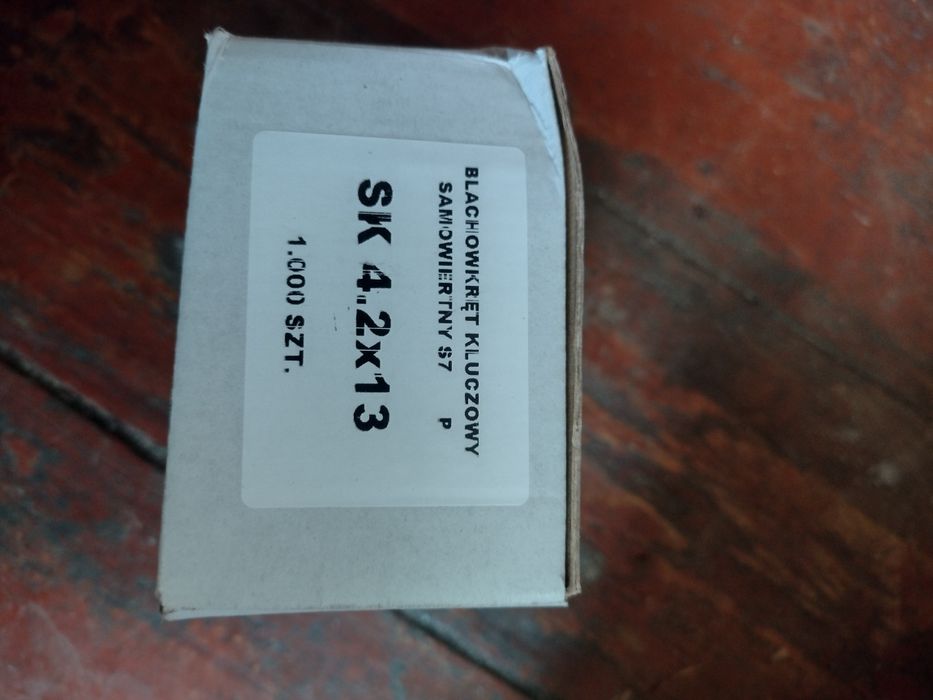 BLACHOWKRĘT KLUCZOWY
SAMOWIERTNY S7 P
SK 4.2x13
1.000 SZT.